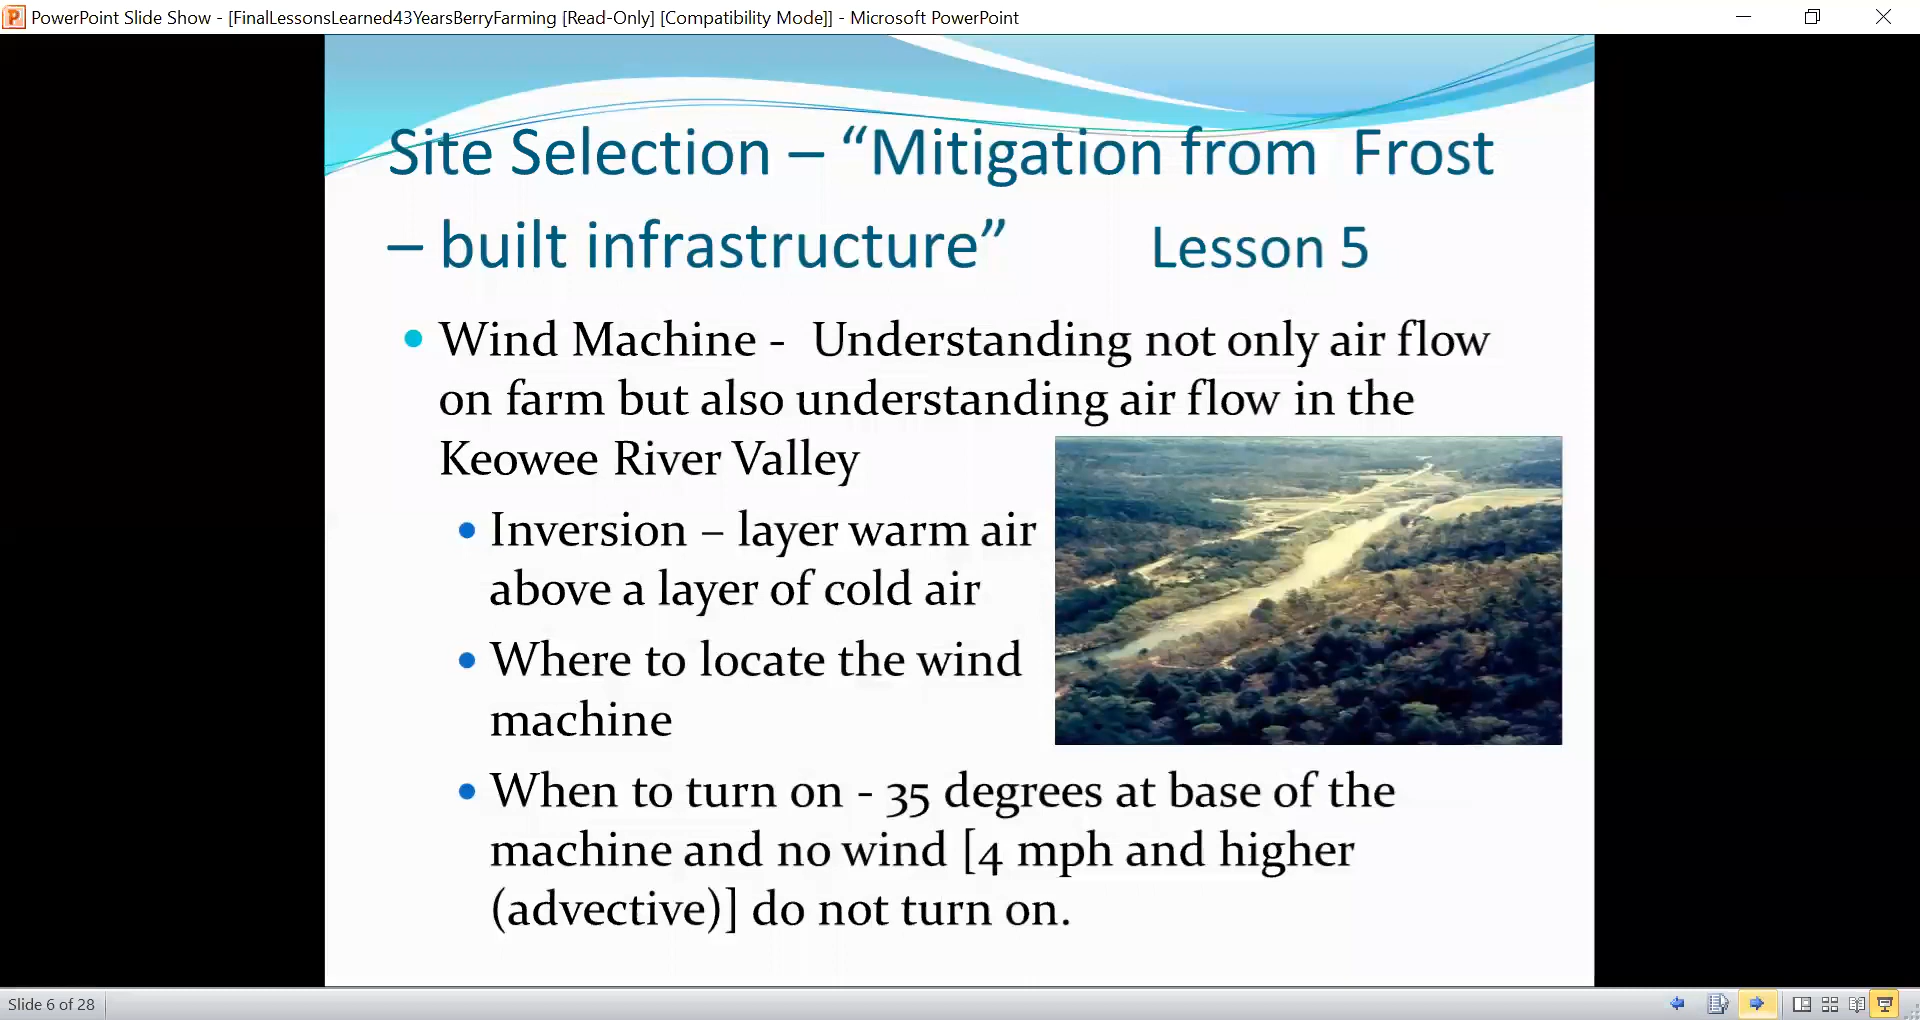 PowerPoint Slide Show - [FinalLessonsLearned43YearsBerryFarming [Read-Only] [Compatibility Mode]] - Microsoft PowerPoint
Site Selection – “Mitigation from  Frost
– built infrastructure”  Lesson 5
Wind Machine -  Understanding not only air flow
on farm but also understanding air flow in the
Keowee River Valley
Inversion – layer warm air
above a layer of cold air
Where to locate the wind
machine
When to turn on - 35 degrees at base of the
machine and no wind [4 mph and higher
(advective)] do not turn on.
Slide 6 of 28